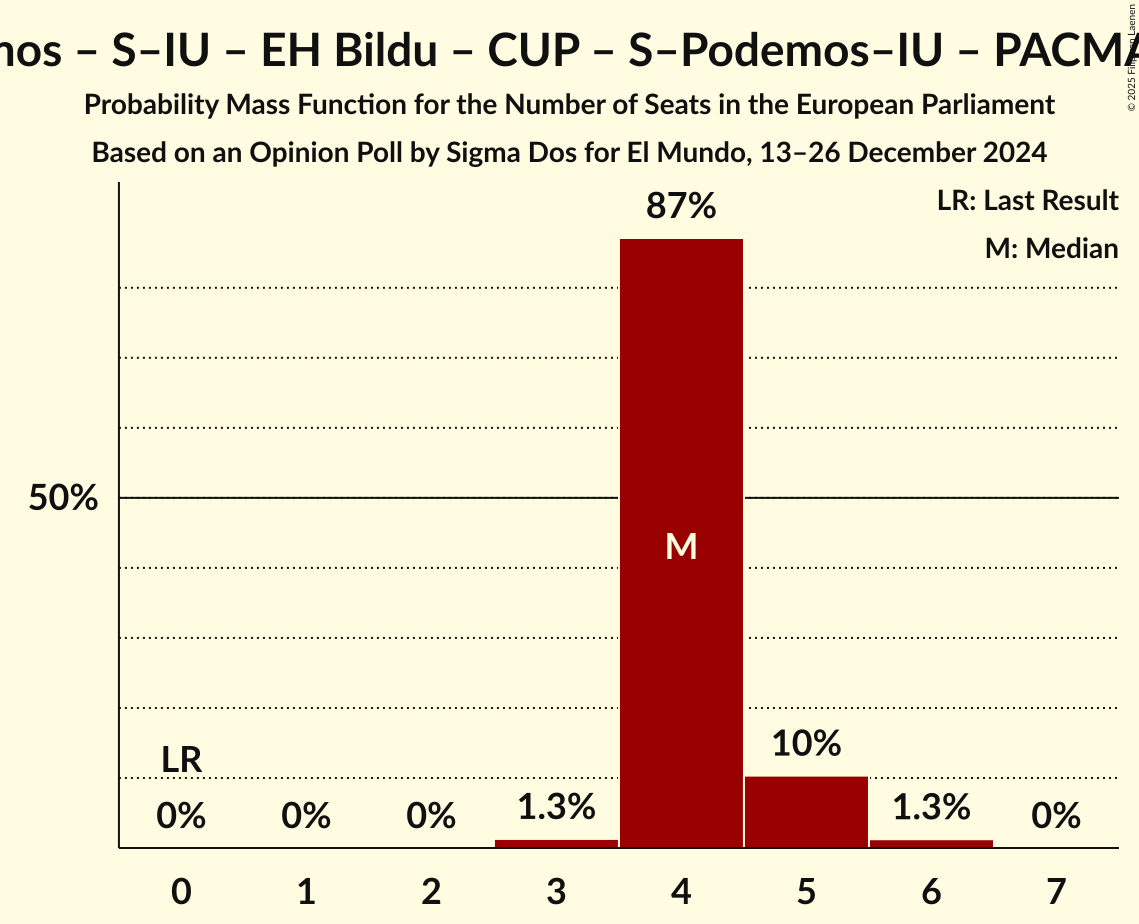 – S–IU – EH Bildu – CUP – S–Podemos–IU –
Probability Mass Function for the Number of Seats in the European Parliament
Based on an Opinion Poll by Sigma Dos for El Mundo, 13–26 December 2024
LR: Last Result
M: Median
87%
50%
M
LR
0%
0%
0%
1.3%
10%
1.3%
0%
0
1
2
3
4
5
6
7
© 2025 Laenen